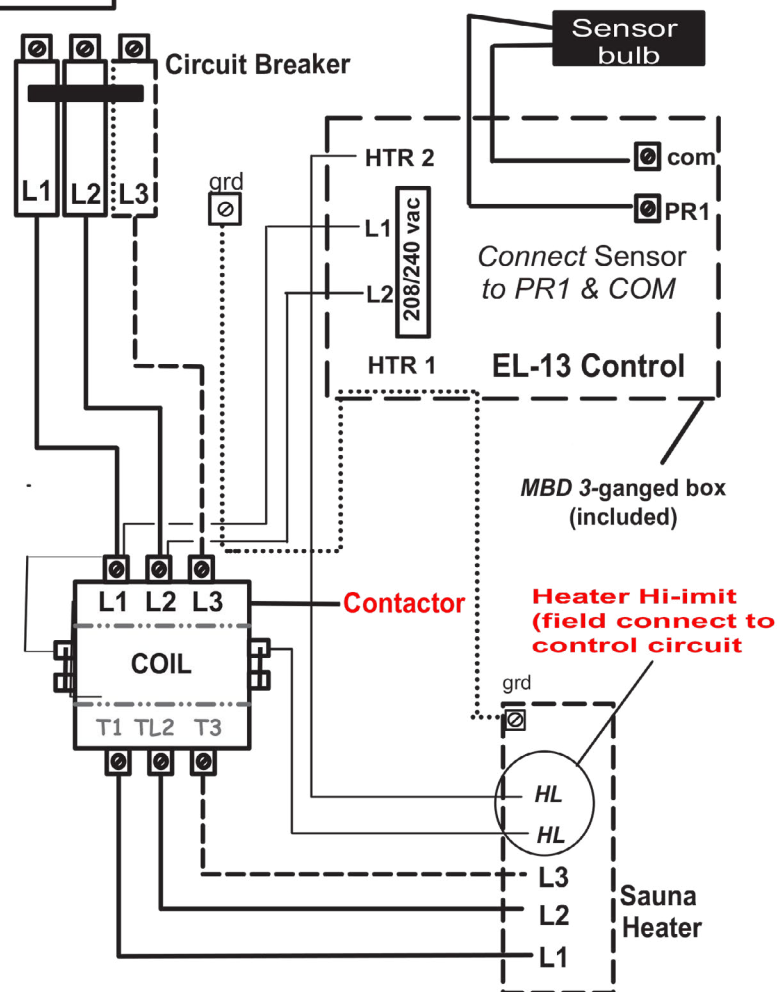 Sensor
bulb
Circuit Breaker
L1 L2 L3
grd
HTR 2
com
L1
208/240 vac
PR1
L2
Connect Sensor
to PR1 & COM
HTR 1
EL-13 Control
MBD 3-ganged box
(included)
L1 L2 L3
Contactor
Heater Hi-imit
(field connect to
control circuit
COIL
grd
T1 TL2 T3
HL
HL
L3
L2
L1
Sauna
Heater